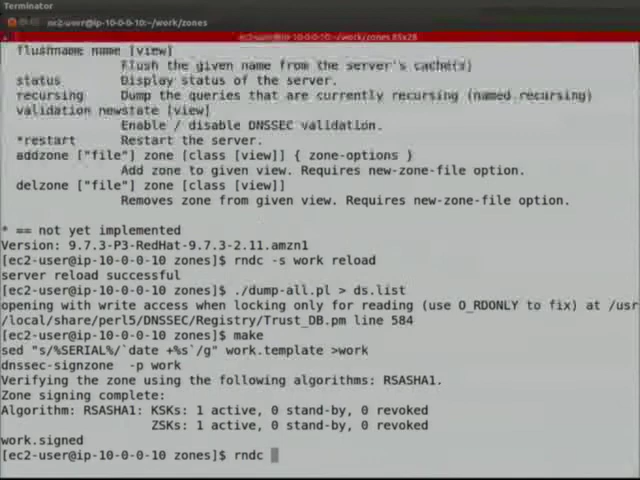 Terminator
ec2-user@ip-10-0-0-10:~/work/zones
ec2-user@ip-10-0-0-10:~/work/zones 85x28
flushname name [view]
Flush the given name from the server's cache(s)
status Display status of the server.
recursing Dump the queries that are currently recursing (named.recursing)
validation newstate [view]
Enable / disable DNSSEC validation.
*restart Restart the server.
addzone ["file"] zone [class [view]] { zone-options }
Add zone to given view. Requires new-zone-file option.
delzone ["file"] zone [class [view]]
Removes zone from given view. Requires new-zone-file option.
* == not yet implemented
Version: 9.7.3-P3-RedHat-9.7.3-2.11.amzn1
[ec2-user@ip-10-0-0-10 zones]$ rndc -s work reload
server reload successful
[ec2-user@ip-10-0-0-10 zones]$ ./dump-all.pl > ds.list
opening with write access when locking only for reading (use O_RDONLY to fix) at /usr
/local/share/perl5/DNSSEC/Registry/Trust_DB.pm line 584
[ec2-user@ip-10-0-0-10 zones]$ make
sed "s/%SERIAL%/`date +%s`/g" work.template >work
dnssec-signzone -p work
Verifying the zone using the following algorithms: RSASHA1.
Zone signing complete:
Algorithm: RSASHA1: KSKs: 1 active, 0 stand-by, 0 revoked
ZSKs: 1 active, 0 stand-by, 0 revoked
work.signed
[ec2-user@ip-10-0-0-10 zones]$ rndc